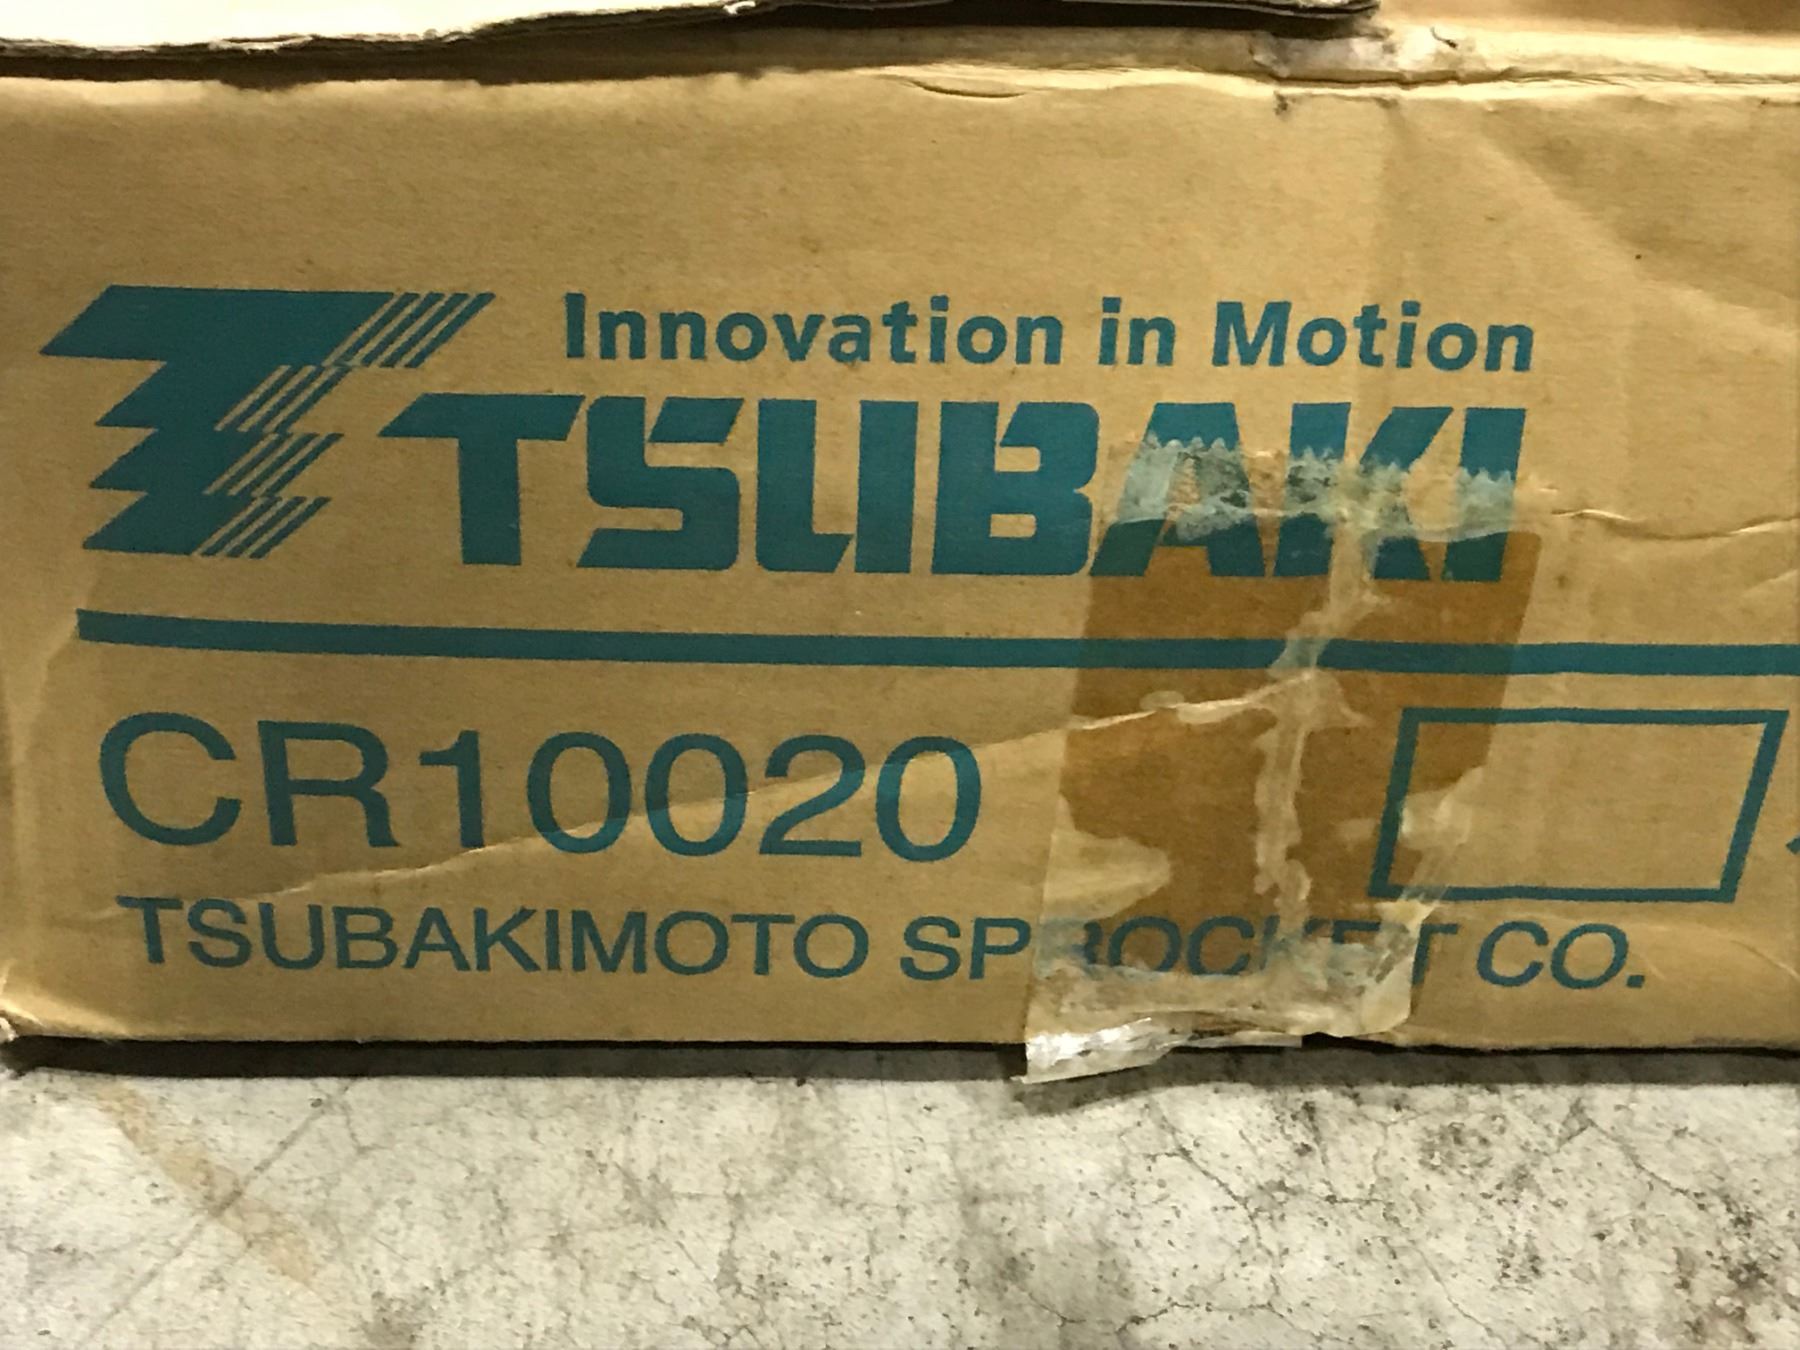 Innovation in Motion
TSUBAKI
CR10020
TSUBAKIMOTO SPROCKET CO.